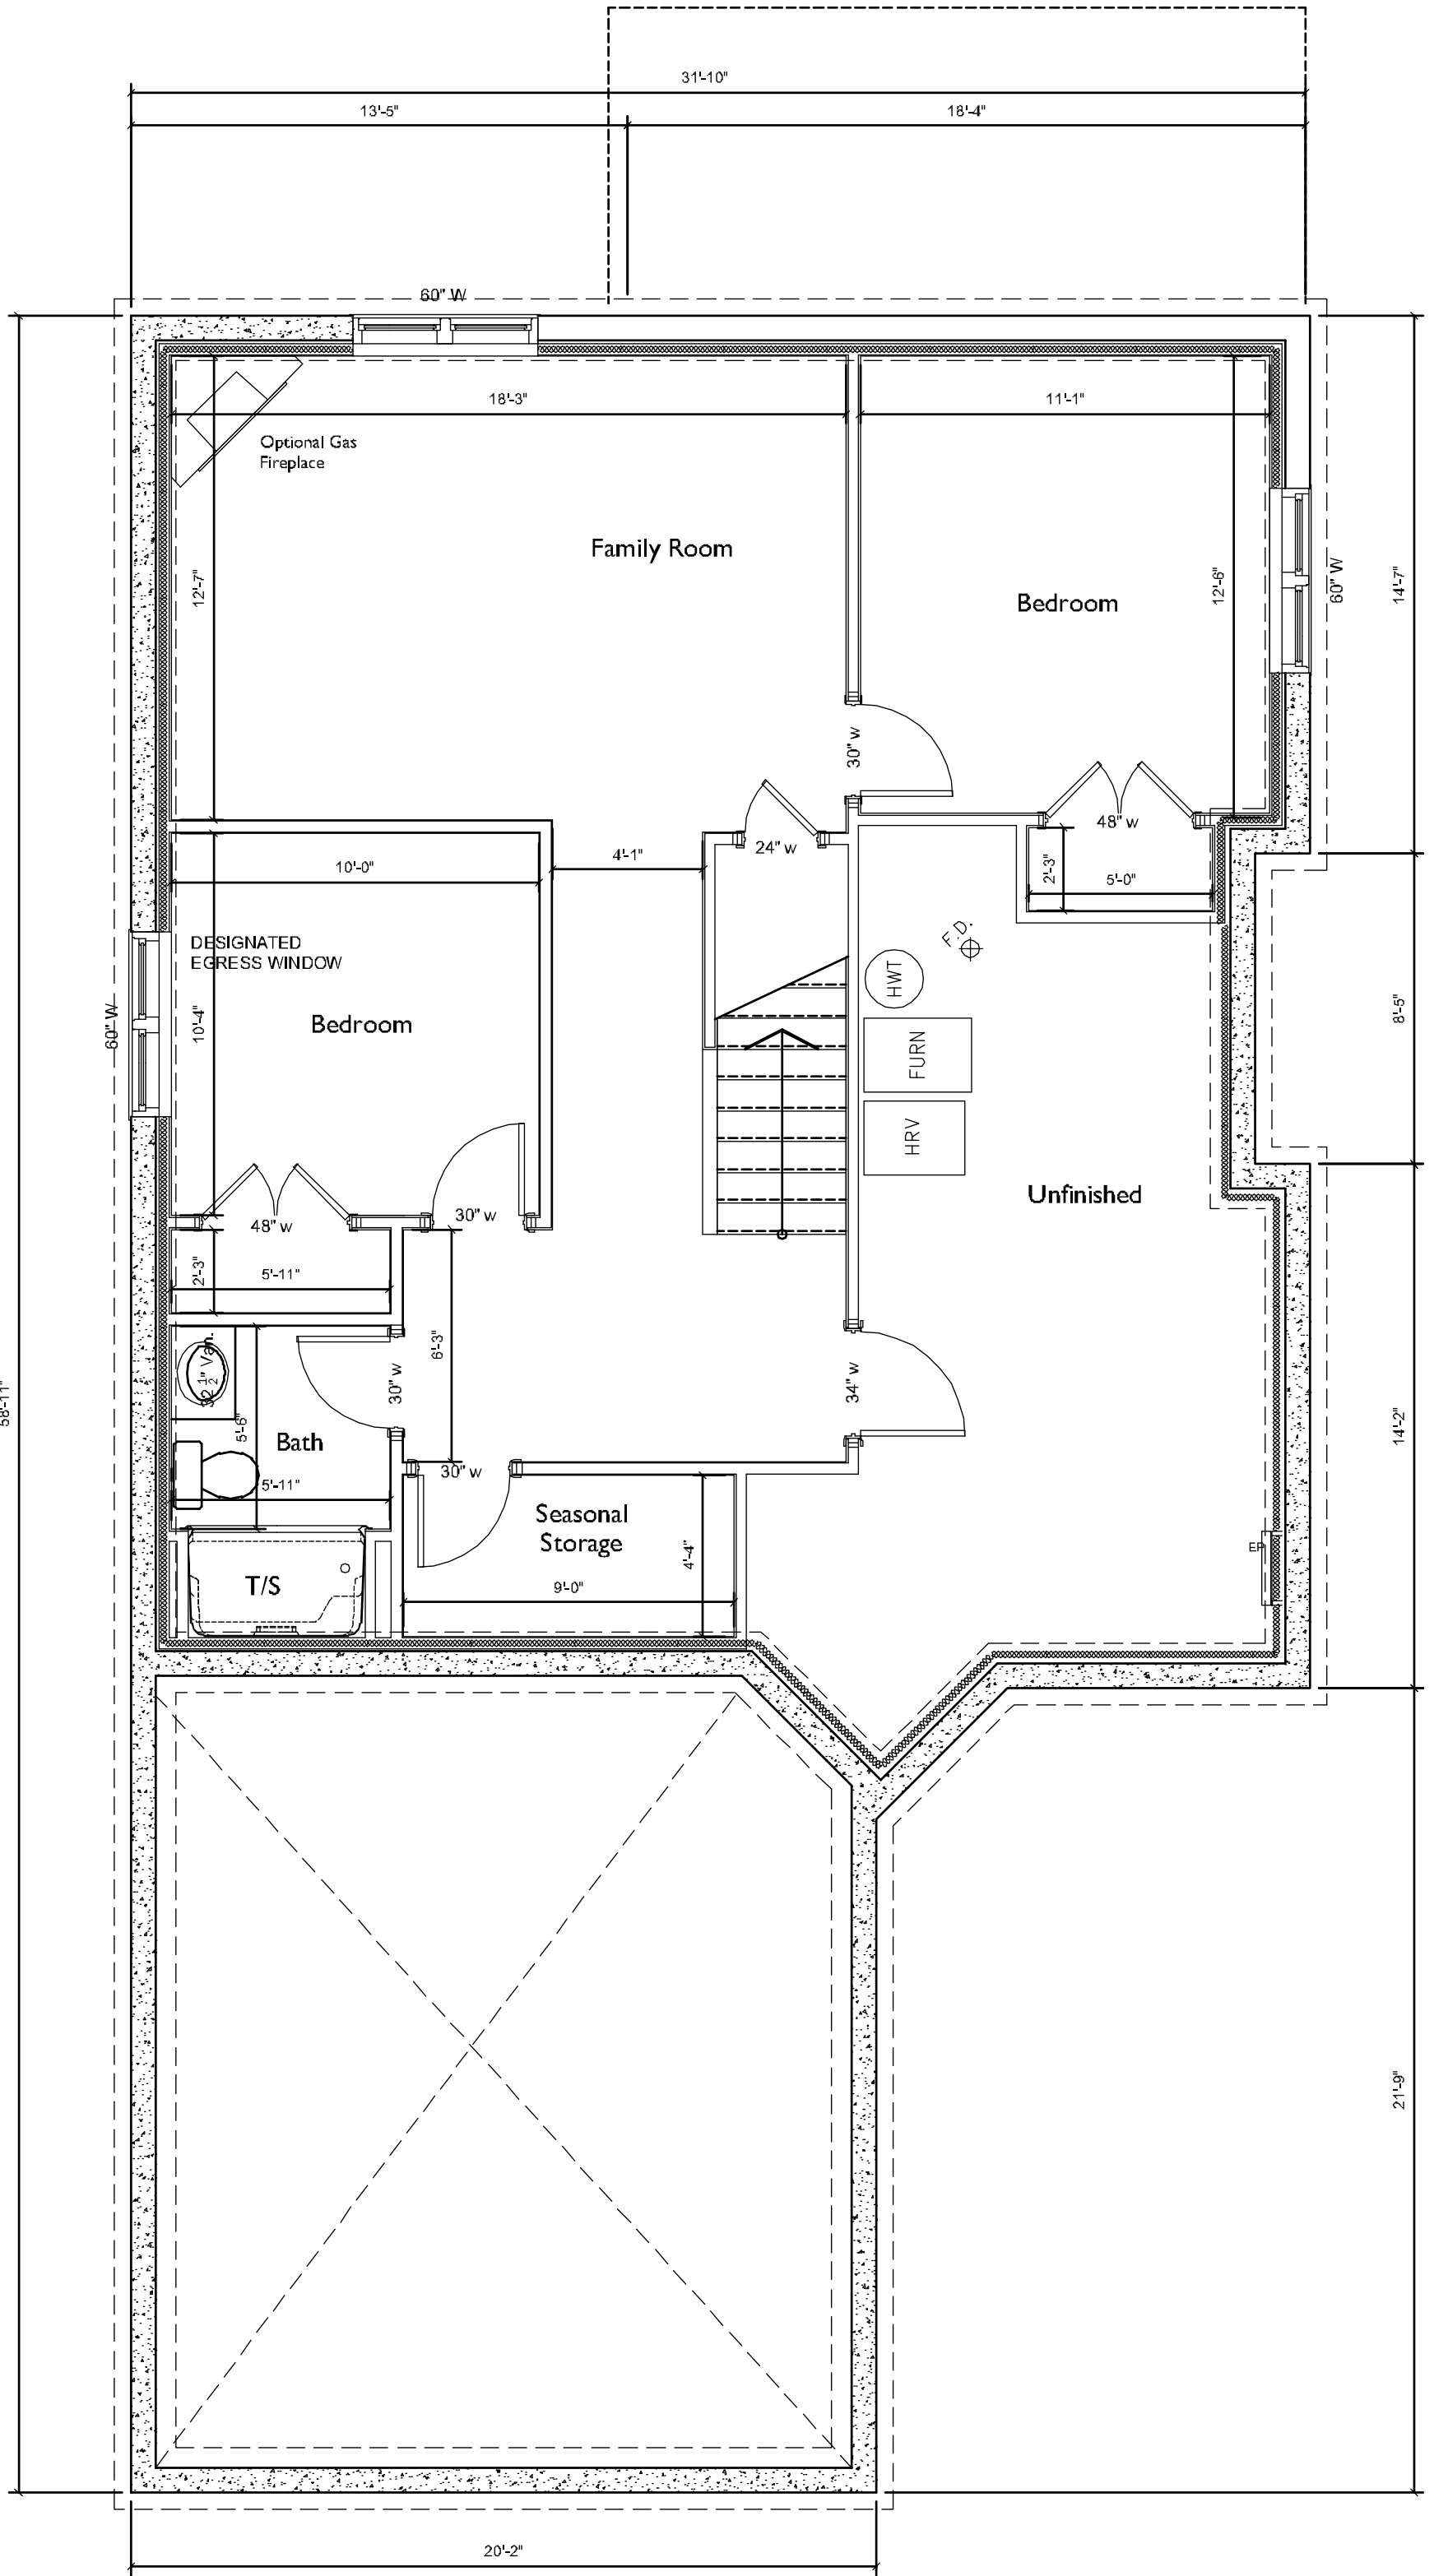 31'-10"
13'-5"
18'-4"
60" W
18'-3"
11'-1"
Optional Gas
Fireplace
Family Room
12'-7"
Bedroom
12'-6"
60" W
14'-7"
30" w
48" w
24" w
4'-1"
10'-0"
2'-3"
5'-0"
DESIGNATED
EGRESS WINDOW
F.D.
HWT
60" W
10'-4"
Bedroom
8'-5"
FURN
HRV
Unfinished
30" w
48" w
2'-3"
5'-11"
6'-3"
32 1/2" Van.
30" w
34" w
58'-11"
5'-6"
Bath
14'-2"
30" w
5'-11"
Seasonal
Storage
4'-4"
EP
T/S
9'-0"
21'-9"
20'-2"